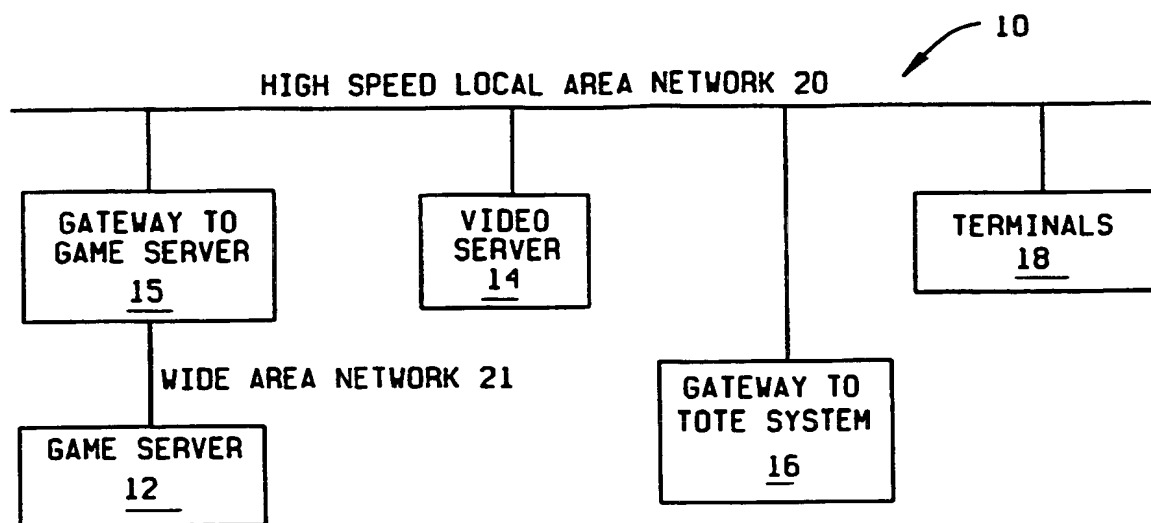 10
HIGH SPEED LOCAL AREA NETWORK 20
GATEWAY TO
GAME SERVER
15
VIDEO
SERVER
14
TERMINALS
18
WIDE AREA NETWORK 21
GATEWAY TO
TOTE SYSTEM
16
GAME SERVER
12